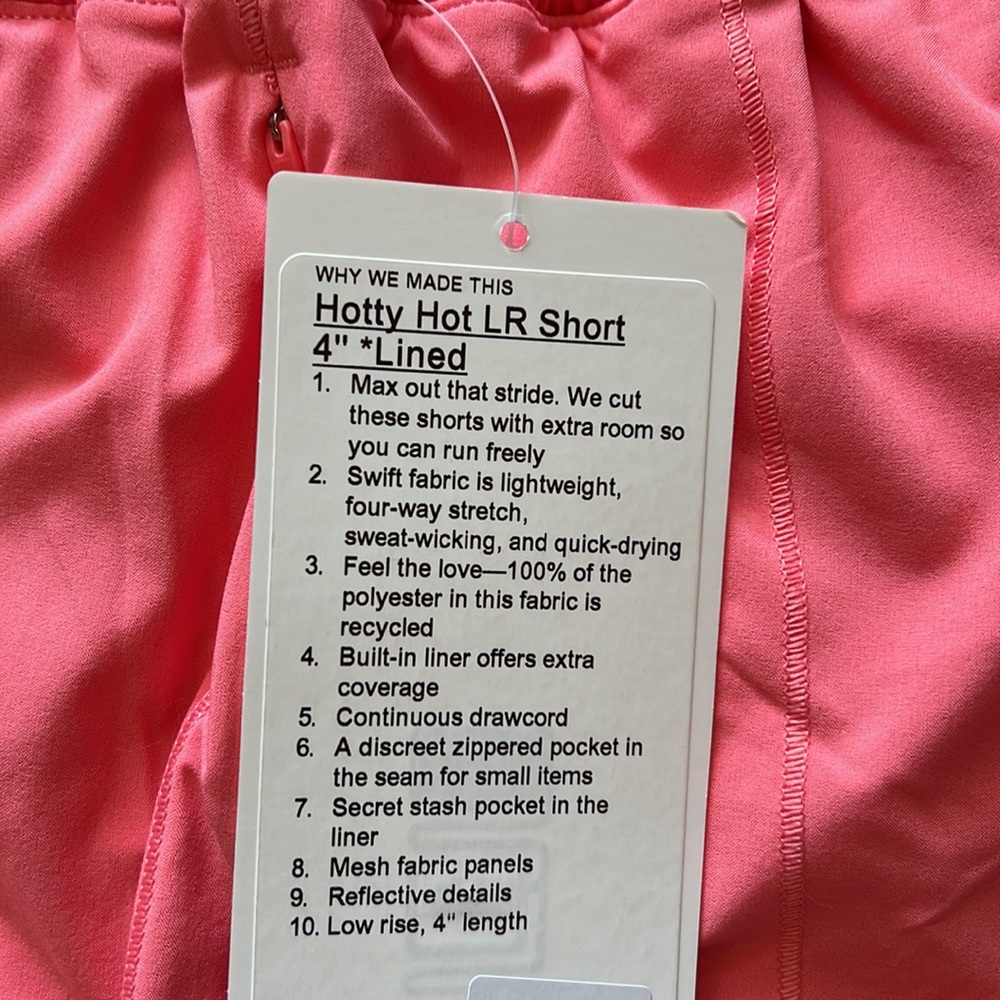 WHY WE MADE THIS
Hotty Hot LR Short
4" *Lined
1. Max out that stride. We cut
these shorts with extra room so
you can run freely
2. Swift fabric is lightweight,
four-way stretch,
sweat-wicking, and quick-drying
3. Feel the love—100% of the
polyester in this fabric is
recycled
4. Built-in liner offers extra
coverage
5. Continuous drawcord
6. A discreet zippered pocket in
the seam for small items
7. Secret stash pocket in the
liner
8. Mesh fabric panels
9. Reflective details
10. Low rise, 4" length